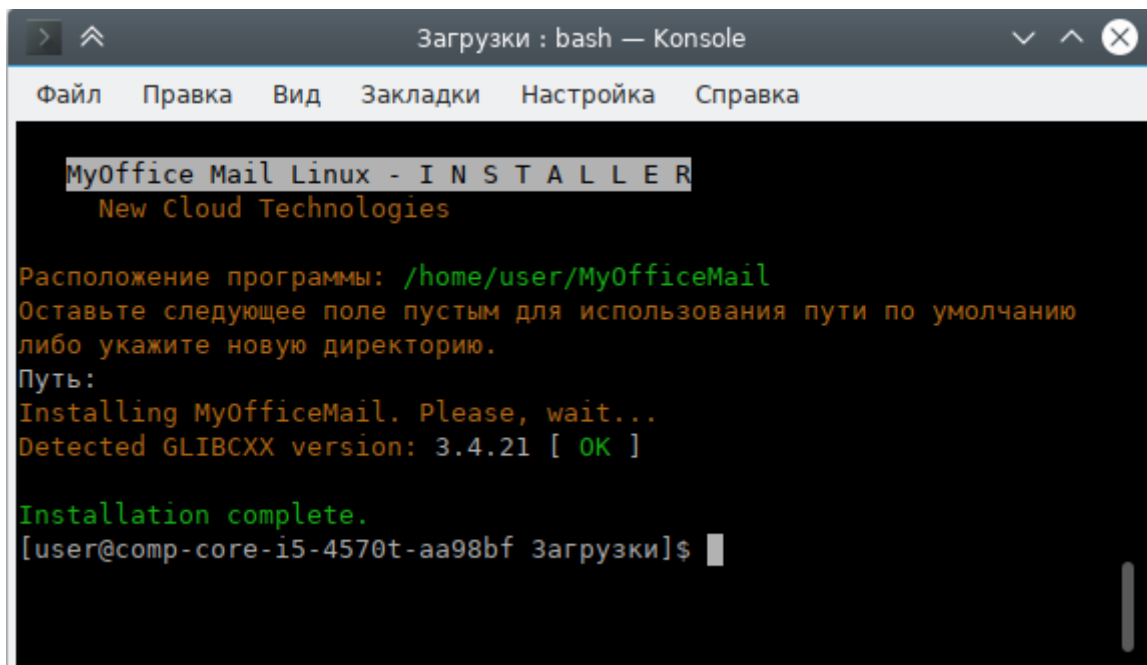 Загрузки : bash — Konsole
Файл Правка Вид Закладки Настройка Справка
MyOffice Mail Linux - I N S T A L L E R
New Cloud Technologies
Расположение программы: /home/user/MyOfficeMail
Оставьте следующее поле пустым для использования пути по умолчанию
либо укажите новую директорию.
Путь:
Installing MyOfficeMail. Please, wait...
Detected GLIBCXX version: 3.4.21 [ OK ]
Installation complete.
[user@comp-core-i5-4570t-aa98bf Загрузки]$